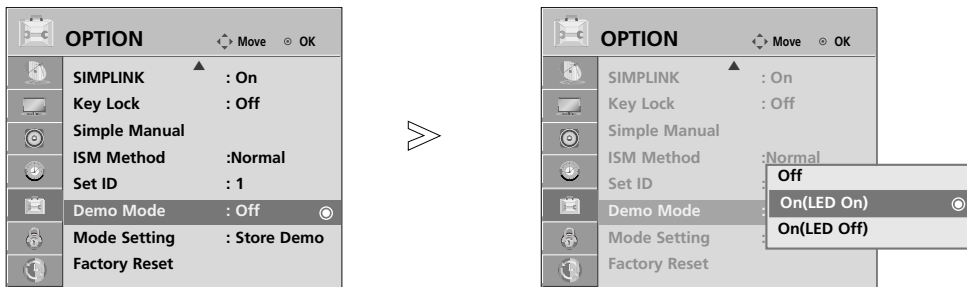 OPTION Move OK
SIMPLINK : On
Key Lock : Off
Simple Manual
ISM Method :Normal
Set ID : 1
Demo Mode : Off
Mode Setting : Store Demo
Factory Reset
OPTION Move OK
SIMPLINK : On
Key Lock : Off
Simple Manual
ISM Method :Normal
Set ID :
Demo Mode :
Mode Setting :
Factory Reset
Off
On(LED On)
On(LED Off)